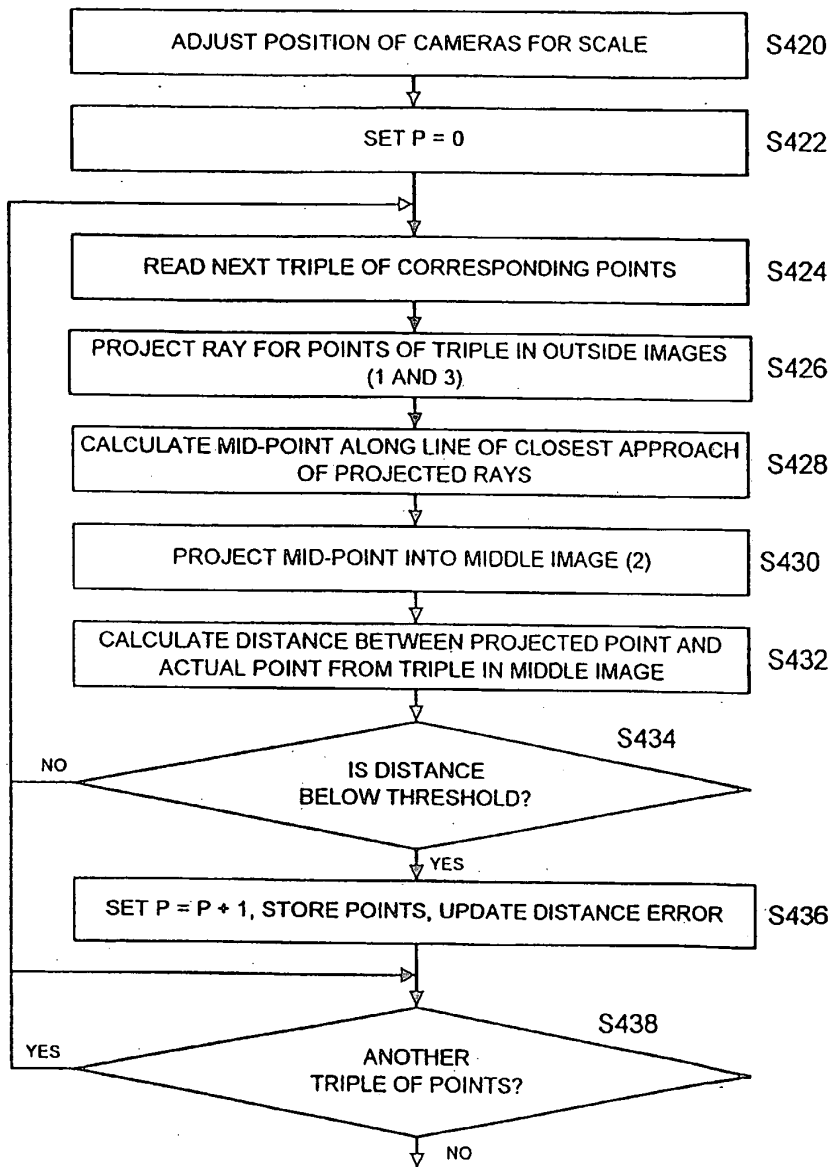 ADJUST POSITION OF CAMERAS FOR SCALE
S420
SET P = 0
S422
READ NEXT TRIPLE OF CORRESPONDING POINTS
S424
PROJECT RAY FOR POINTS OF TRIPLE IN OUTSIDE IMAGES
(1 AND 3)
S426
CALCULATE MID-POINT ALONG LINE OF CLOSEST APPROACH
OF PROJECTED RAYS
S428
PROJECT MID-POINT INTO MIDDLE IMAGE (2)
S430
CALCULATE DISTANCE BETWEEN PROJECTED POINT AND
ACTUAL POINT FROM TRIPLE IN MIDDLE IMAGE
S432
S434
NO
IS DISTANCE
BELOW THRESHOLD?
YES
SET P = P + 1, STORE POINTS, UPDATE DISTANCE ERROR
S436
S438
YES
ANOTHER
TRIPLE OF POINTS?
NO